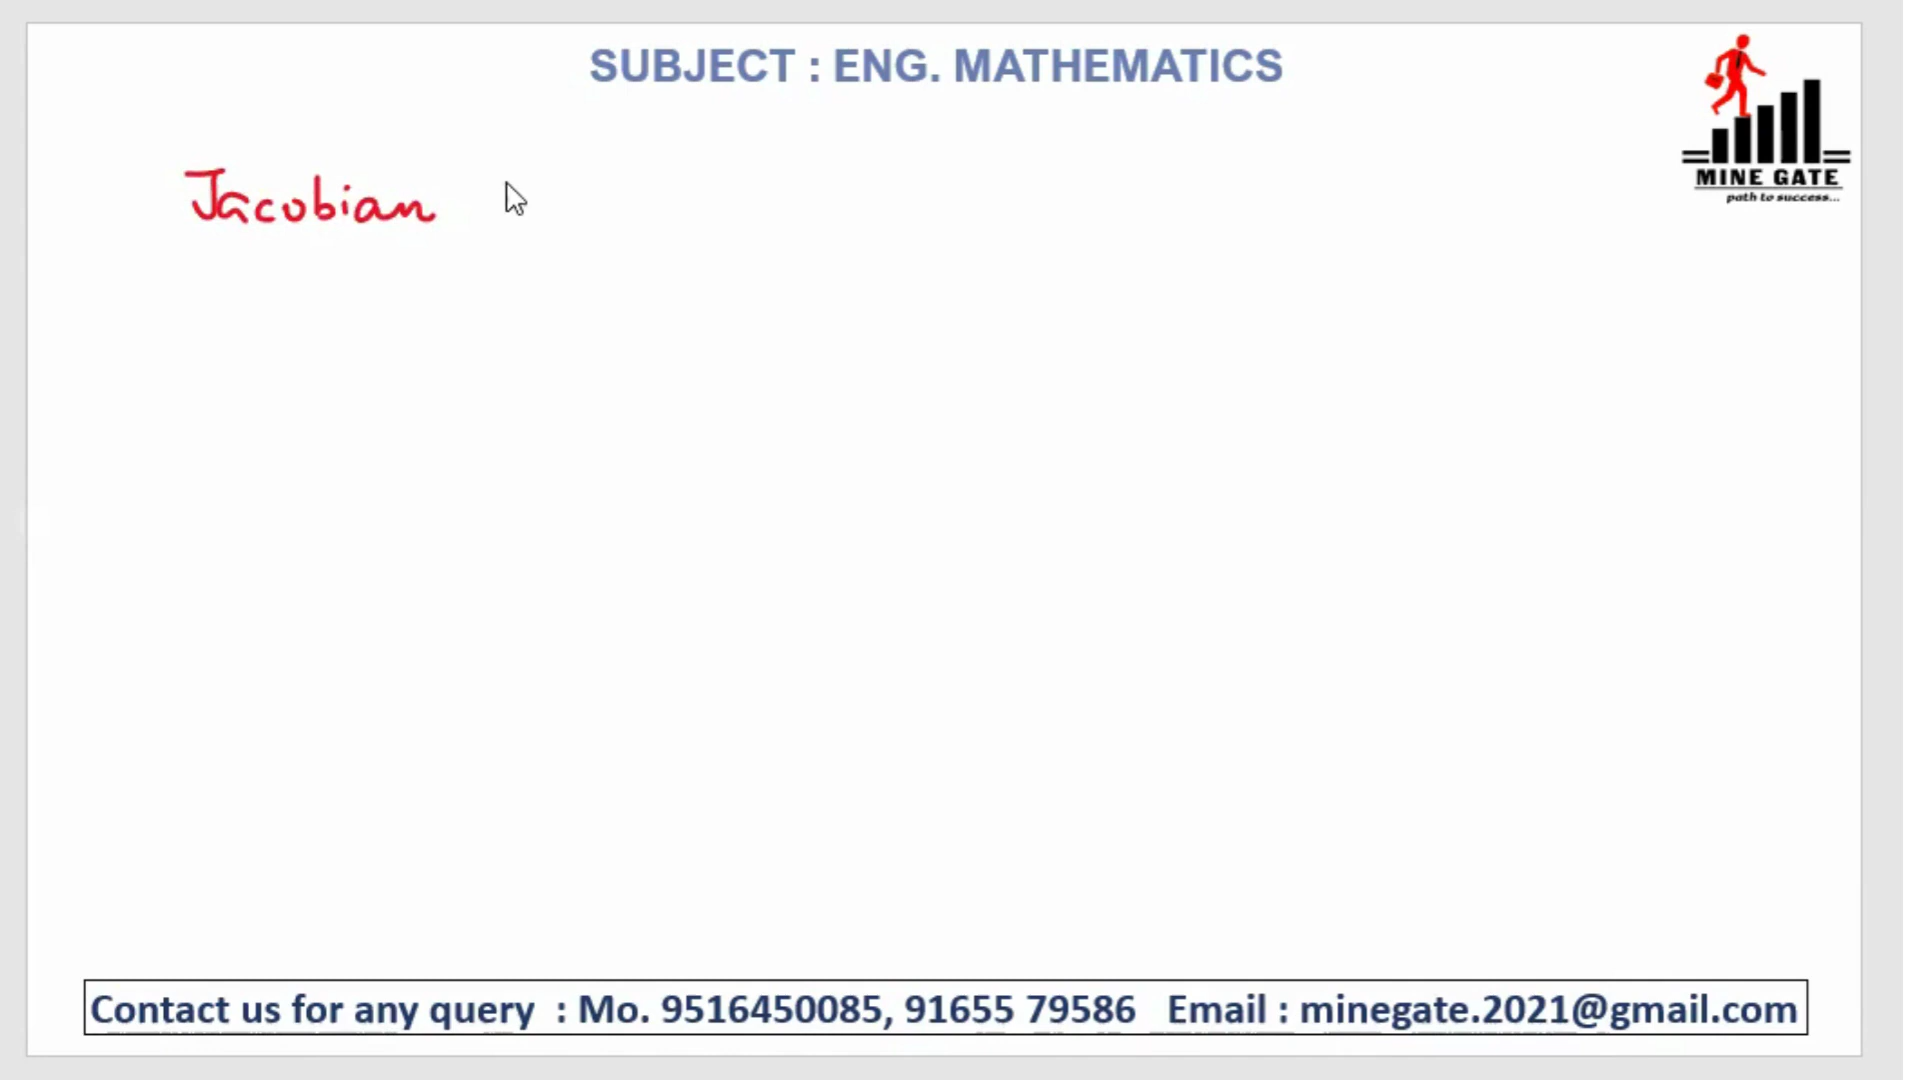 SUBJECT : ENG. MATHEMATICS
MINE GATE
path to success...
Jacobian
Contact us for any query : Mo. 9516450085, 91655 79586 Email : minegate.2021@gmail.com